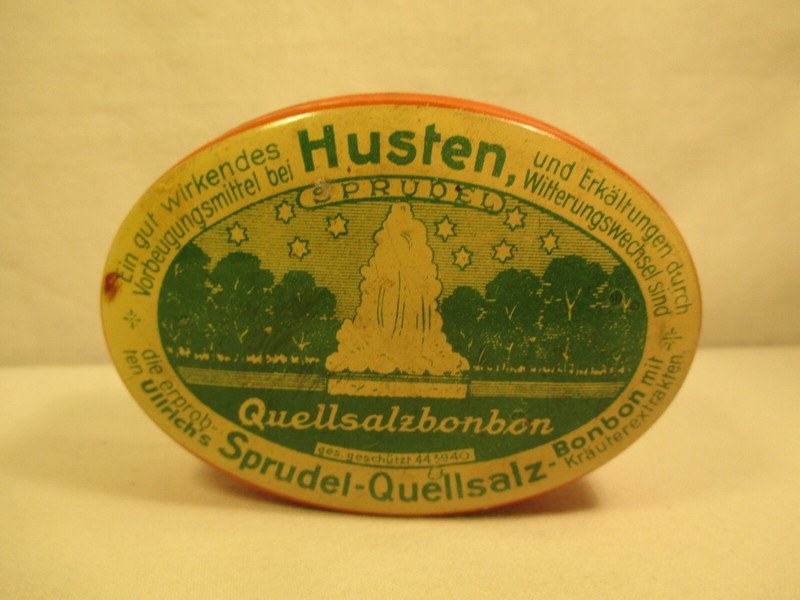 Ein gut wirkendes
Vorbeugungsmittel bei
Husten,
und Erkältungen durch
Witterungswechsel sind
SPRUDEL
Quellsalzbonbon
ges. geschützt 443940
die erprob-
ten Ullrich's
Sprudel-Quellsalz-
Bonbon mit
Kräuterextrakten